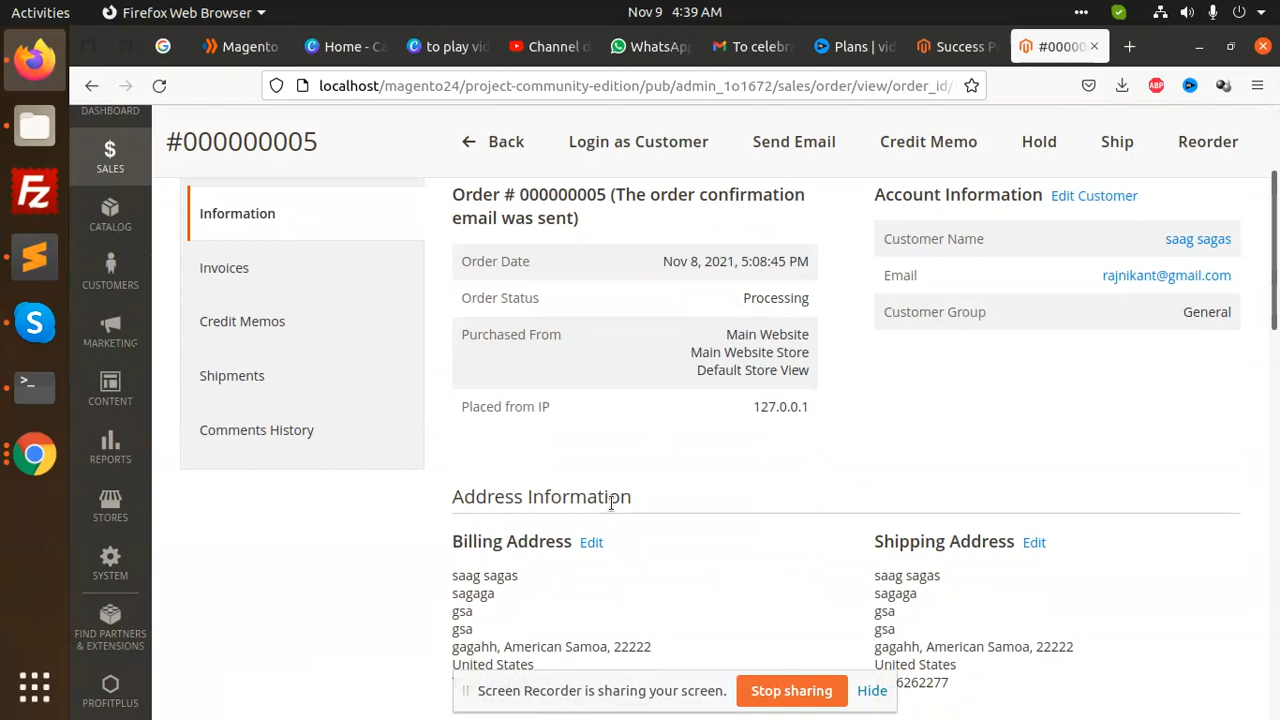 Activities
Firefox Web Browser
Nov 9 4:39 AM
Magento
Home - Ca
to play vi
Channel d
WhatsApp
To celebr
Plans | vid
Success P
#00000
localhost/magento24/project-community-edition/pub/admin_1o1672/sales/order/view/order_id/
ABP
DASHBOARD
#000000005
Back
Login as Customer
Send Email
Credit Memo
Hold
Ship
Reorder
SALES
CATALOG
CUSTOMERS
MARKETING
CONTENT
REPORTS
STORES
SYSTEM
FIND PARTNERS
& EXTENSIONS
PROFITPLUS
Information
Invoices
Credit Memos
Shipments
Comments History
Order # 000000005 (The order confirmation
email was sent)
Order Date Nov 8, 2021, 5:08:45 PM
Order Status Processing
Purchased From Main Website
Main Website Store
Default Store View
Placed from IP 127.0.0.1
Account Information Edit Customer
Customer Name saag sagas
Email rajnikant@gmail.com
Customer Group General
Address Information
Billing Address Edit
saag sagas
sagaga
gsa
gsa
gagahh, American Samoa, 22222
United States
Shipping Address Edit
saag sagas
sagaga
gsa
gsa
gagahh, American Samoa, 22222
United States
6262277
Screen Recorder is sharing your screen.
Stop sharing
Hide